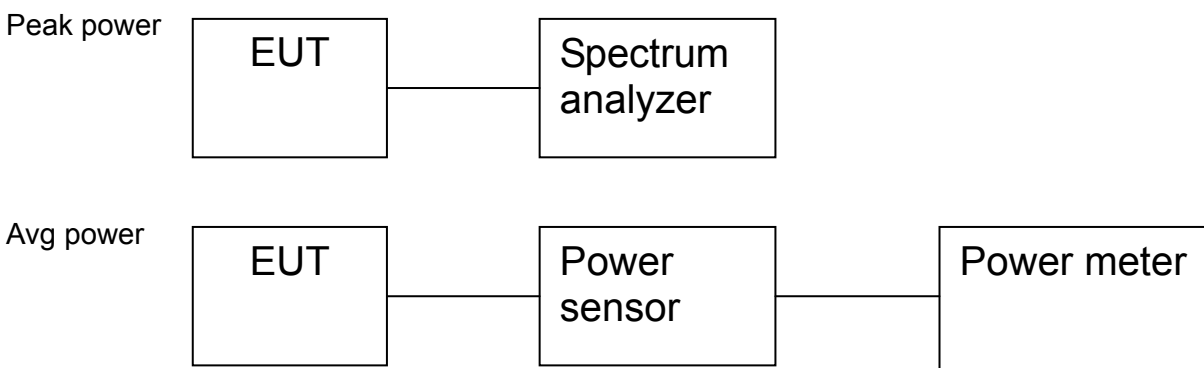 Peak power
EUT
Spectrum
analyzer
Avg power
EUT
Power
sensor
Power meter